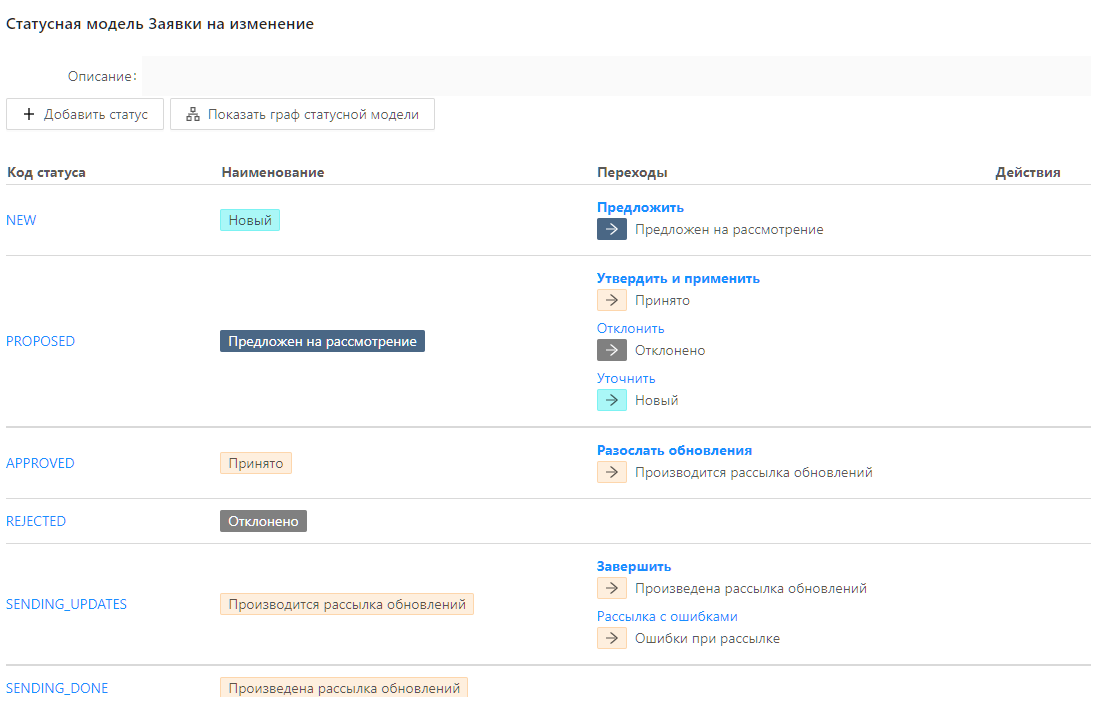 Статусная модель Заявки на изменение
Описание:
Добавить статус Показать граф статусной модели
Код статуса Наименование Переходы Действия
NEW Новый Предложить
Предложен на рассмотрение
PROPOSED Предложен на рассмотрение Утвердить и применить
Принято
Отклонить
Отклонено
Уточнить
Новый
APPROVED Принято Разослать обновления
Производится рассылка обновлений
REJECTED Отклонено
SENDING_UPDATES Производится рассылка обновлений Завершить
Произведена рассылка обновлений
Рассылка с ошибками
Ошибки при рассылке
SENDING_DONE Произведена рассылка обновлений